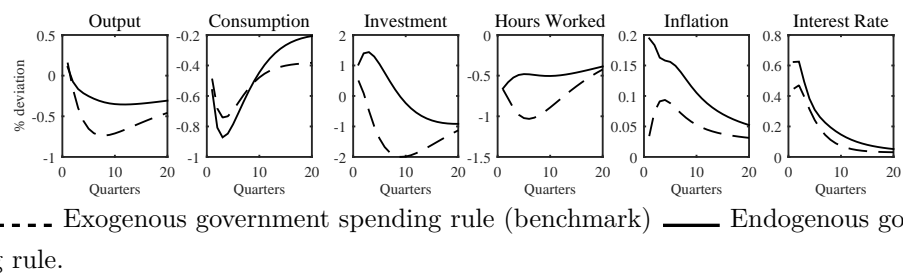 Output Consumption Investment Hours Worked Inflation Interest Rate
% deviation
0.5 0 -0.5 -1
-0.2 -0.4 -0.6 -0.8 -1
2 1 0 -1 -2
0 -0.5 -1 -1.5
0.2 0.15 0.1 0.05 0
0.8 0.6 0.4 0.2 0
0 10 20 0 10 20 0 10 20 0 10 20 0 10 20 0 10 20
Quarters Quarters Quarters Quarters Quarters Quarters
Exogenous government spending rule (benchmark) Endogenous
rule.